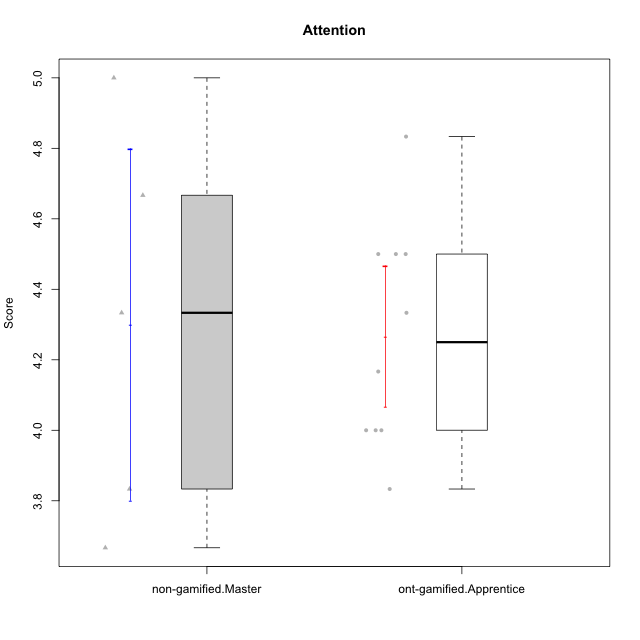 Attention
Score
5.0
4.8
4.6
4.4
4.2
4.0
3.8
non-gamified.Master
ont-gamified.Apprentice